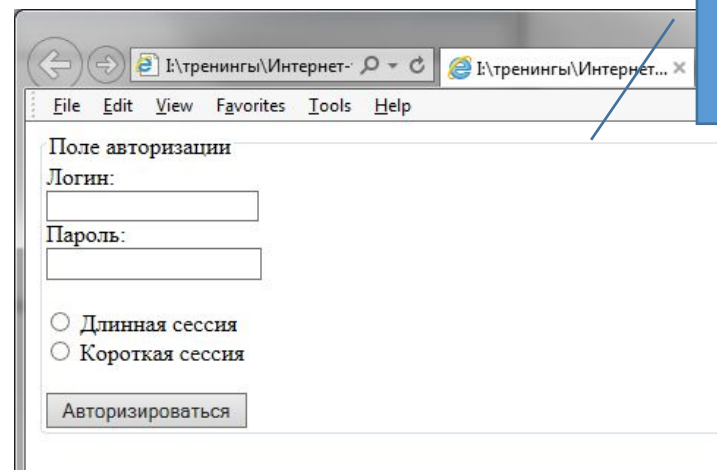 I:\тренинги\Интернет-
I:\тренинги\Интернет...
File Edit View Favorites Tools Help
Поле авторизации
Логин:
Пароль:
Длинная сессия
Короткая сессия
Авторизироваться